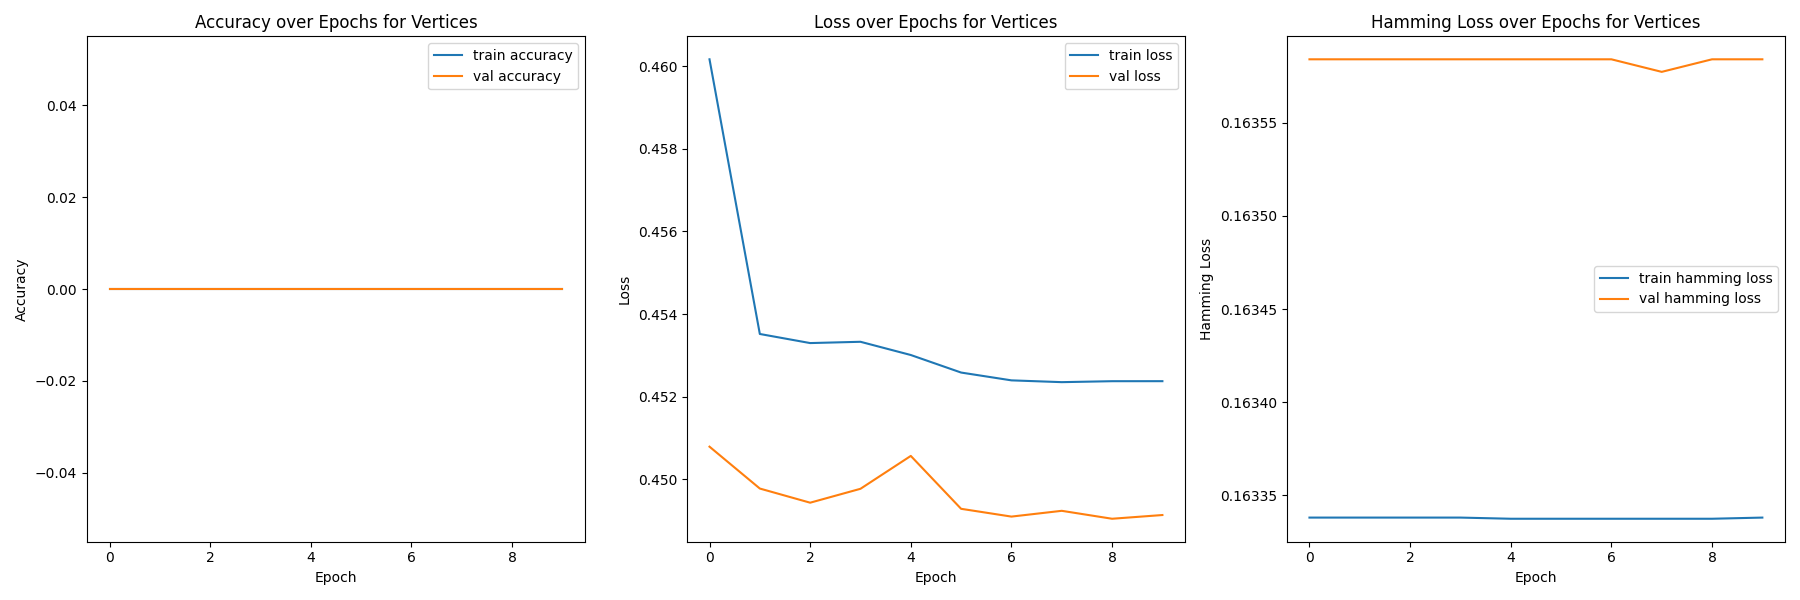 Accuracy over Epochs for Vertices
train accuracy
val accuracy
0.04
0.02
0.00
−0.02
−0.04
Accuracy
0 2 4 6 8
Epoch
Loss over Epochs for Vertices
train loss
val loss
0.460
0.458
0.456
0.454
0.452
0.450
Loss
0 2 4 6 8
Epoch
Hamming Loss over Epochs for Vertices
train hamming loss
val hamming loss
0.16355
0.16350
0.16345
0.16340
0.16335
Hamming Loss
0 2 4 6 8
Epoch